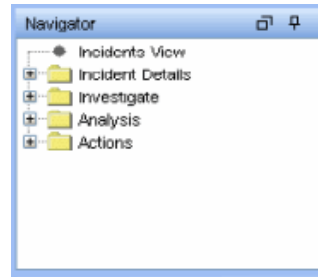 Navigator
Incidents View
Incident Details
Investigate
Analysis
Actions